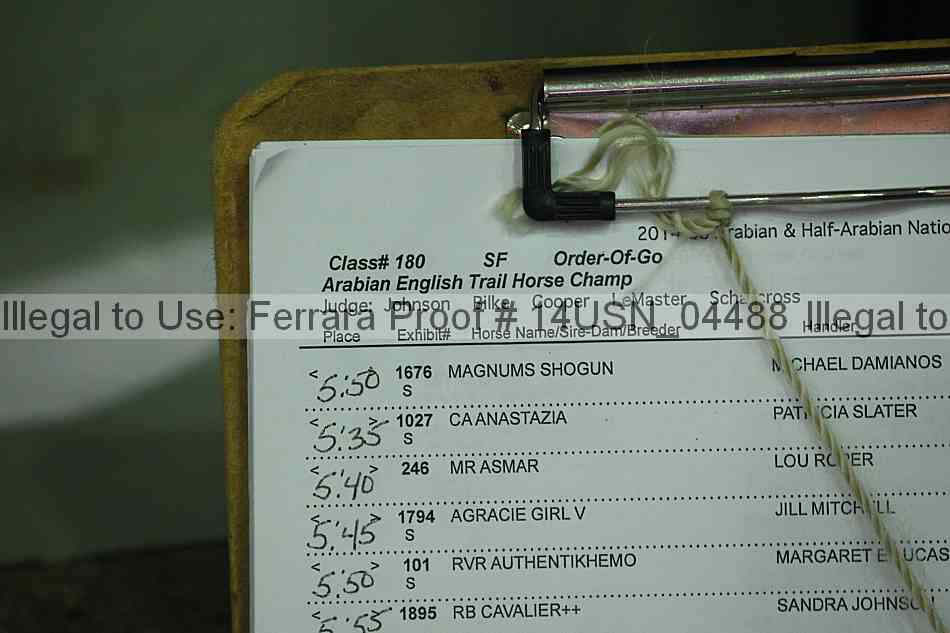 2014 Arabian & Half-Arabian Natio
Class# 180 SF Order-Of-Go
Arabian English Trail Horse Champ
Judge: Johnson Bilke Cooper LeMaster
Illegal to Use: Ferrara Proof # 14USN_04488 Illegal to
Place Exhibit# Horse Name/Sire-Dam/Breeder Handler
< 5:50 > 1676 MAGNUMS SHOGUN MICHAEL DAMIANOS
S
< 5:35 > 1027 CA ANASTAZIA PATRICIA SLATER
S
< 5:40 > 246 MR ASMAR LOU ROPER
< 5:45 > 1794 AGRACIE GIRL V JILL MITCHELL
S
< 5:50 > 101 RVR AUTHENTIKHEMO MARGARET E LUCAS
S
< 5:55 > 1895 RB CAVALIER++ SANDRA JOHNSO